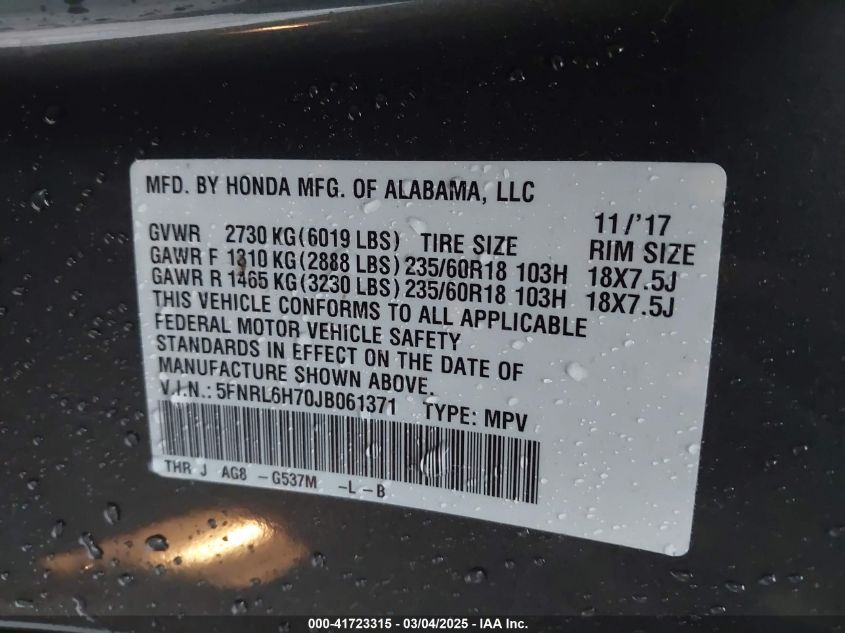 MFD. BY HONDA MFG. OF ALABAMA, LLC
11/'17
GVWR 2730 KG(6019 LBS) TIRE SIZE RIM SIZE
GAWR F 1310 KG(2888 LBS) 235/60R18 103H 18X7.5J
GAWR R 1465 KG(3230 LBS) 235/60R18 103H 18X7.5J
THIS VEHICLE CONFORMS TO ALL APPLICABLE
FEDERAL MOTOR VEHICLE SAFETY
STANDARDS IN EFFECT ON THE DATE OF
MANUFACTURE SHOWN ABOVE.
V.I.N.: 5FNRL6H70JB061371 TYPE: MPV
THR J AG8 -G537M -L-B
000-41723315 - 03/04/2025 - IAA Inc.